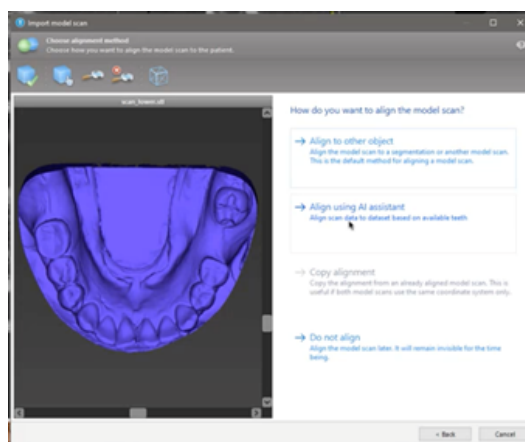 Import model scan
Choose alignment method
Choose how you want to align the model scan to the patient.
scan_lower.stl
How do you want to align the model scan?
Align to other object
Align the model scan to a segmentation or another model scan.
This is the default method for aligning a model scan.
Align using AI assistant
Align scan data to dataset based on available teeth
Copy alignment
Copy the alignment from an already aligned model scan. This is
useful if both model scans use the same coordinate system only.
Do not align
Align the model scan later. It will remain invisible for the time
being.
< Back
Cancel